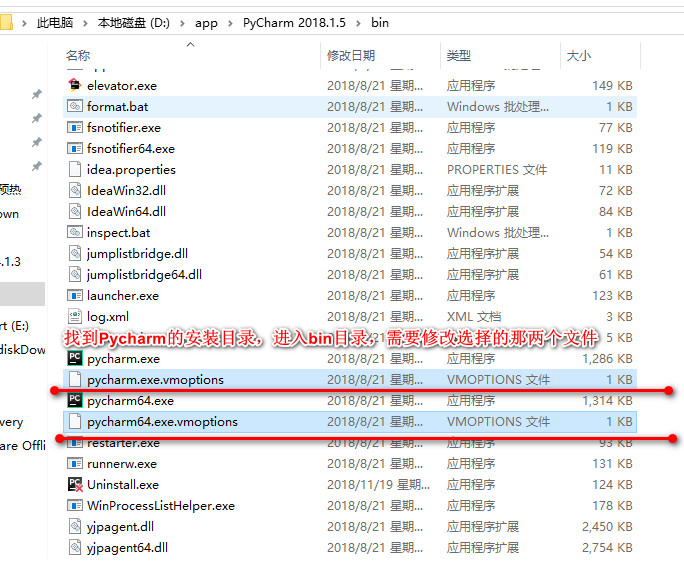 此电脑 › 本地磁盘 (D:) › app › PyCharm 2018.1.5 › bin
名称 修改日期 类型 大小
elevator.exe 2018/8/21 星期... 应用程序 149 KB
format.bat 2018/8/21 星期... Windows 批处理... 1 KB
fsnotifier.exe 2018/8/21 星期... 应用程序 77 KB
fsnotifier64.exe 2018/8/21 星期... 应用程序 119 KB
idea.properties 2018/8/21 星期... PROPERTIES 文件 11 KB
预热
IdeaWin32.dll 2018/8/21 星期... 应用程序扩展 72 KB
own
IdeaWin64.dll 2018/8/21 星期... 应用程序扩展 84 KB
inspect.bat 2018/8/21 星期... Windows 批处理... 1 KB
jumplistbridge.dll 2018/8/21 星期... 应用程序扩展 54 KB
.1.3
jumplistbridge64.dll 2018/8/21 星期... 应用程序扩展 61 KB
launcher.exe 2018/8/21 星期... 应用程序 123 KB
log.xml 2018/8/21 星期... XML 文档 3 KB
rt (E:)
找到Pycharm的安装目录，进入bin目录，需要修改选择的那两个文件
5 KB
diskDow
pycharm.exe 2018/8/21 星期... 应用程序 1,286 KB
pycharm.exe.vmoptions 2018/8/21 星期... VMOPTIONS 文件 1 KB
pycharm64.exe 2018/8/21 星期... 应用程序 1,314 KB
very
pycharm64.exe.vmoptions 2018/8/21 星期... VMOPTIONS 文件 1 KB
are Offli
restarter.exe 2018/8/21 星期... 应用程序 93 KB
runnerw.exe 2018/8/21 星期... 应用程序 131 KB
Uninstall.exe 2018/11/19 星期... 应用程序 124 KB
WinProcessListHelper.exe 2018/8/21 星期... 应用程序 178 KB
yjpagent.dll 2018/8/21 星期... 应用程序扩展 2,450 KB
yjpagent64.dll 2018/8/21 星期... 应用程序扩展 2,754 KB